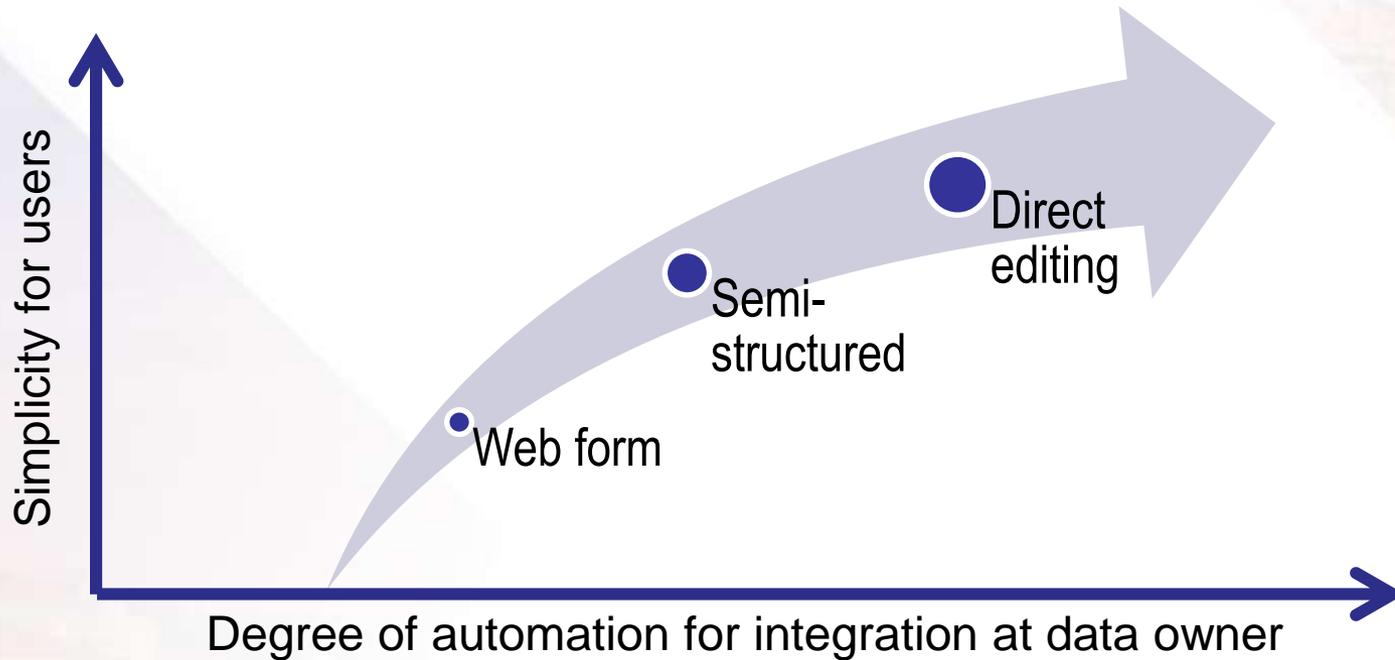 Simplicity for users
Direct
editing
Semi-
structured
Web form
Degree of automation for integration at data owner